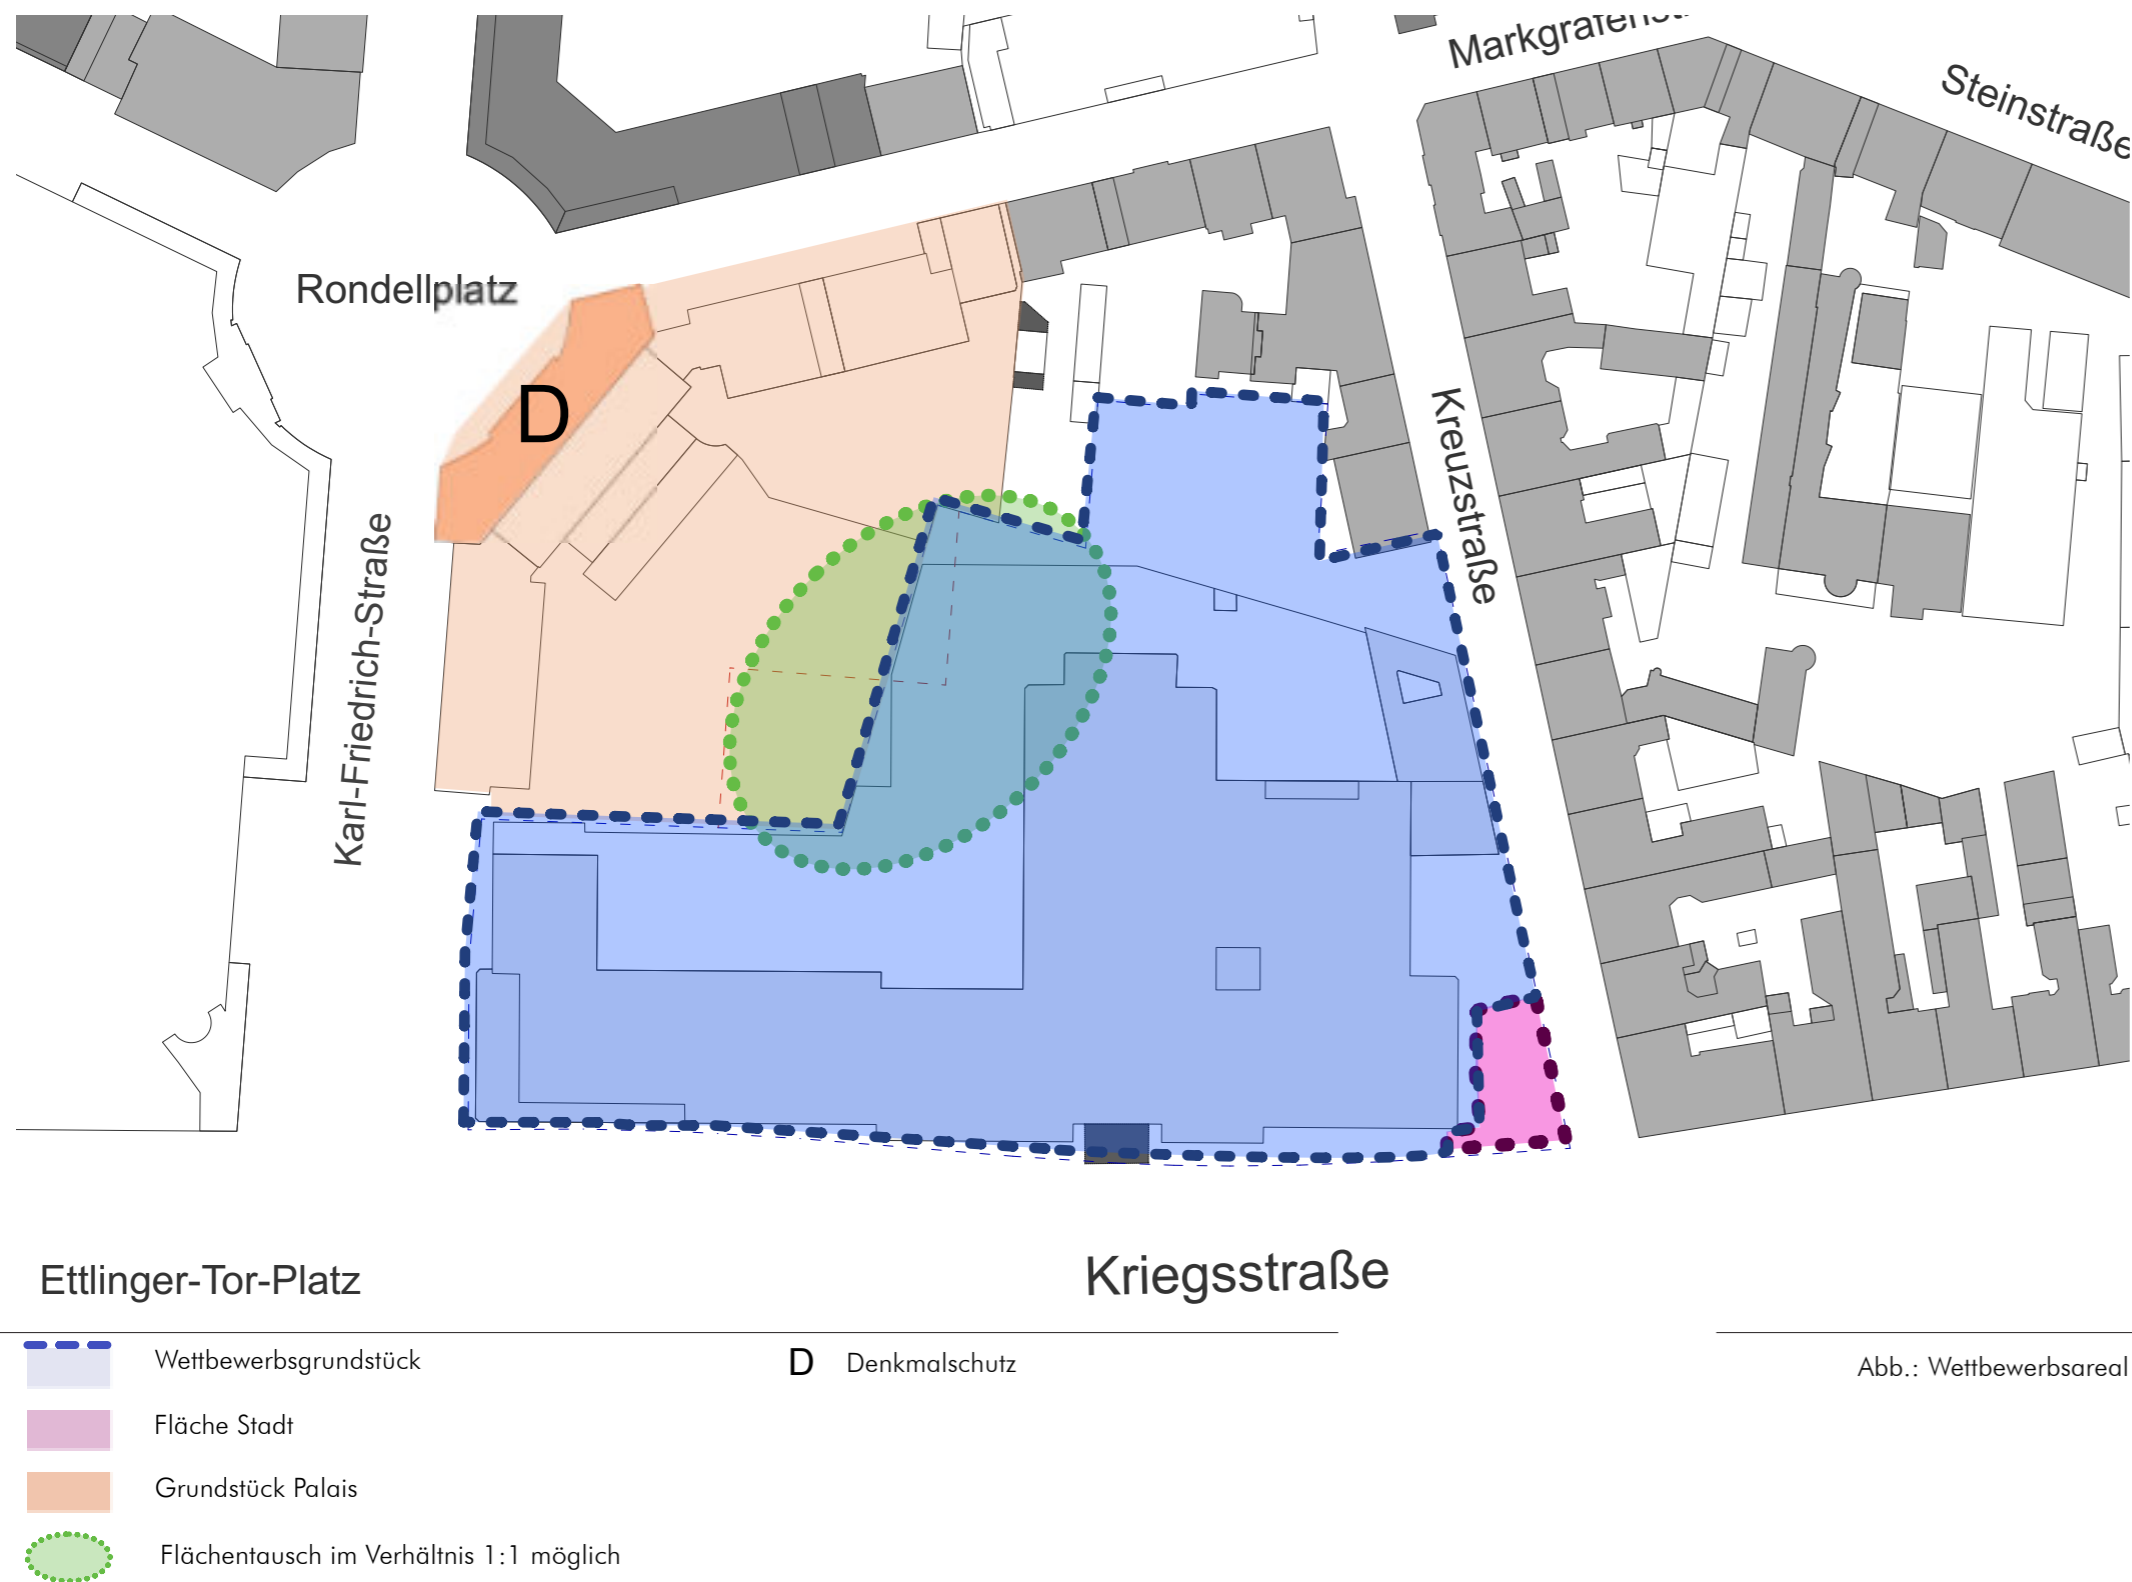 Markgrafenstr
Steinstraße
Rondellplatz
D
Kreuzstraße
Karl-Friedrich-Straße
Ettlinger-Tor-Platz
Kriegsstraße
Wettbewerbsgrundstück
D Denkmalschutz
Abb.: Wettbewerbsareal
Fläche Stadt
Grundstück Palais
Flächentausch im Verhältnis 1:1 möglich